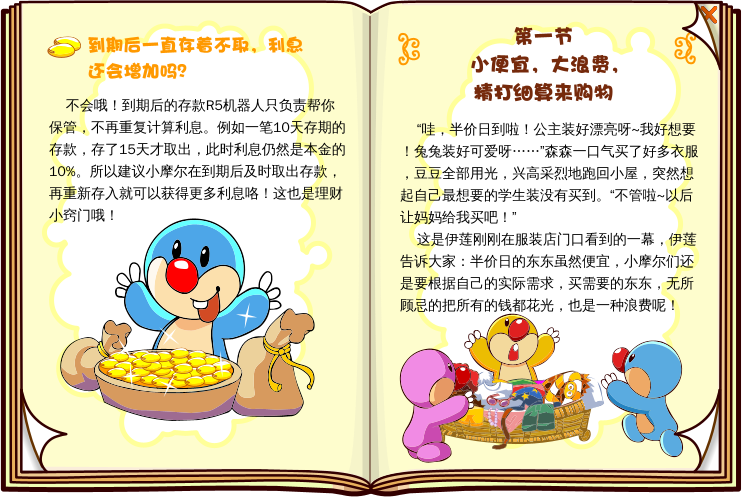 到期后一直存着不取，利息
还会增加吗？
不会哦！到期后的存款R5机器人只负责帮你
保管，不再重复计算利息。例如一笔10天存期的
存款，存了15天才取出，此时利息仍然是本金的
10%。所以建议小摩尔在到期后及时取出存款，
再重新存入就可以获得更多利息咯！这也是理财
小窍门哦！
第一节
小便宜，大浪费，
精打细算来购物
“哇，半价日到啦！公主装好漂亮呀~我好想要
！兔兔装好可爱呀……”森森一口气买了好多衣服
，豆豆全部用光，兴高采烈地跑回小屋，突然想
起自己最想要的学生装没有买到。“不管啦~以后
让妈妈给我买吧！”
这是伊莲刚刚在服装店门口看到的一幕，伊莲
告诉大家：半价日的东东虽然便宜，小摩尔们还
是要根据自己的实际需求，买需要的东东，无所
顾忌的把所有的钱都花光，也是一种浪费呢！